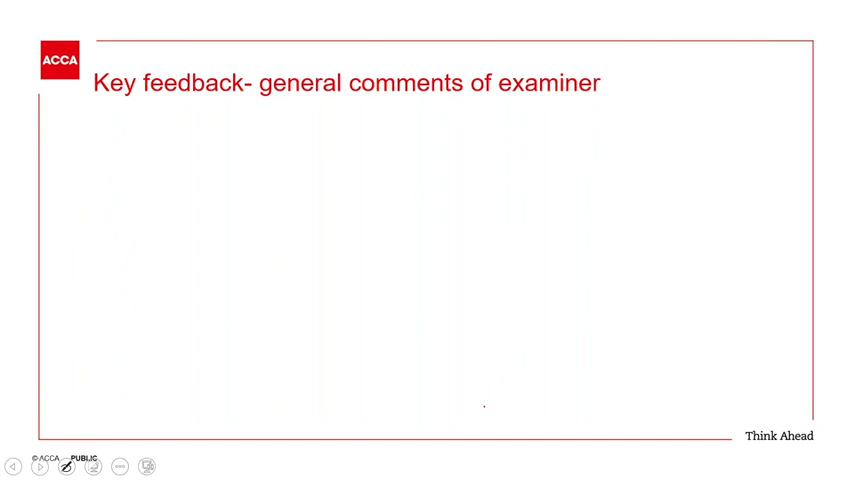 ACCA
Key feedback- general comments of examiner
Think Ahead
© ACCA PUBLIC